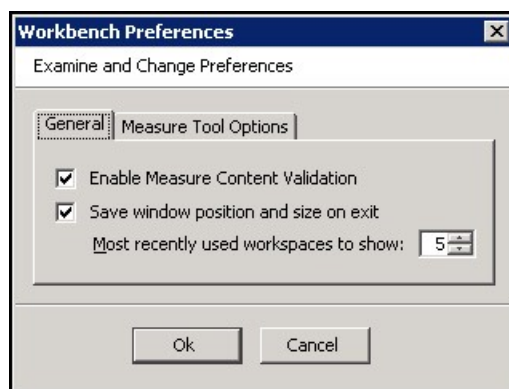 Workbench Preferences
Examine and Change Preferences
General Measure Tool Options
Enable Measure Content Validation
Save window position and size on exit
Most recently used workspaces to show: 5
Ok Cancel